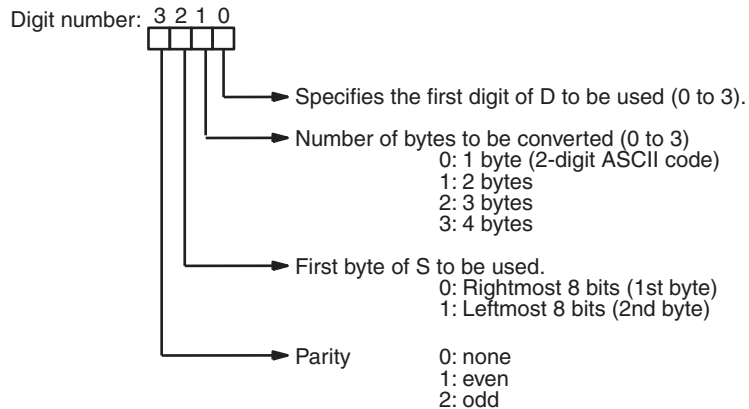 Digit number: 3 2 1 0
Specifies the first digit of D to be used (0 to 3).
Number of bytes to be converted (0 to 3)
0: 1 byte (2-digit ASCII code)
1: 2 bytes
2: 3 bytes
3: 4 bytes
First byte of S to be used.
0: Rightmost 8 bits (1st byte)
1: Leftmost 8 bits (2nd byte)
Parity 0: none
1: even
2: odd